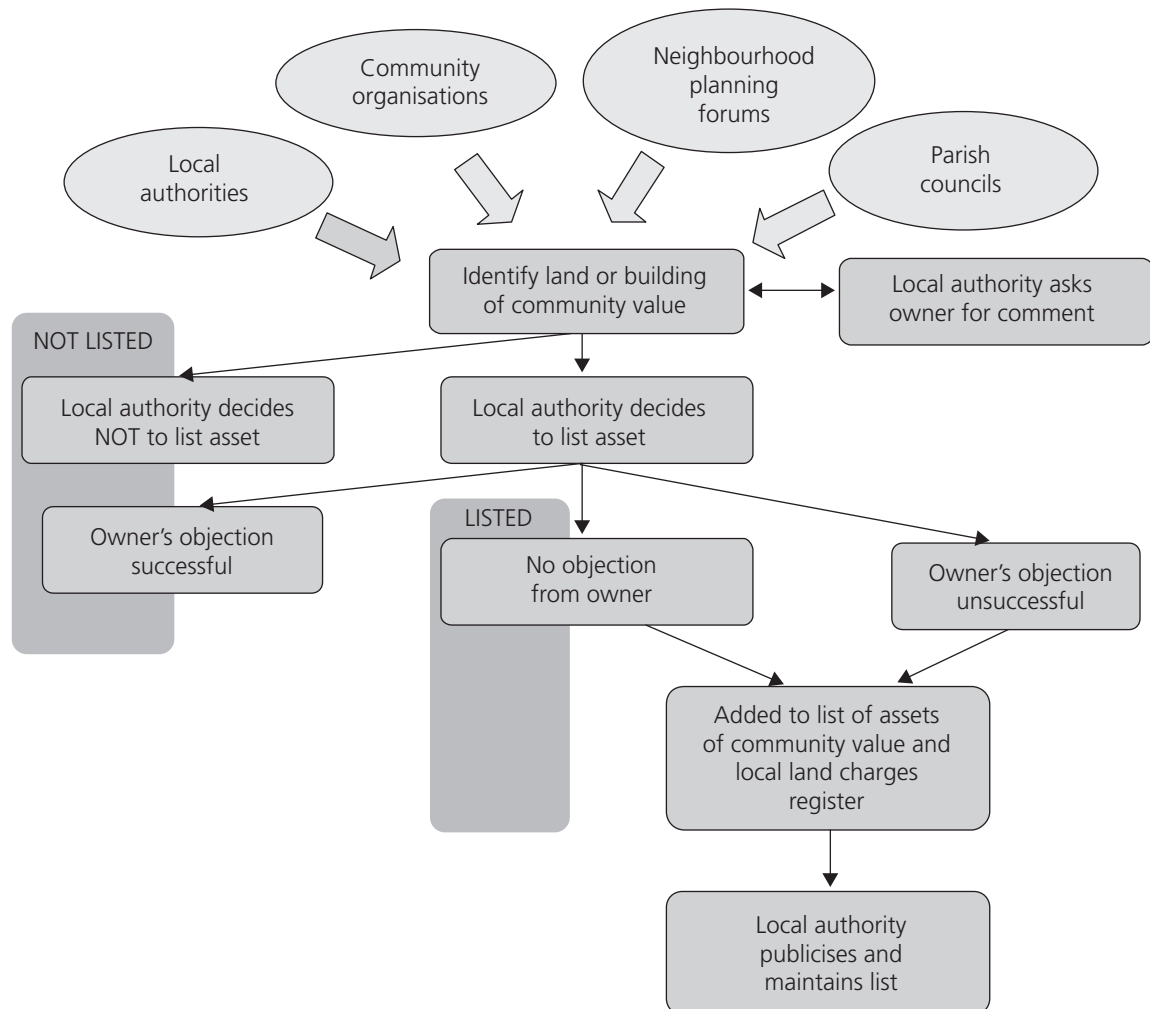 Community
organisations
Neighbourhood
planning
forums
Local
authorities
Parish
councils
Identify land or building
of community value
Local authority asks
owner for comment
NOT LISTED
Local authority decides
NOT to list asset
Local authority decides
to list asset
Owner's objection
successful
LISTED
No objection
from owner
Owner's objection
unsuccessful
Added to list of assets
of community value and
local land charges
register
Local authority
publicises and
maintains list